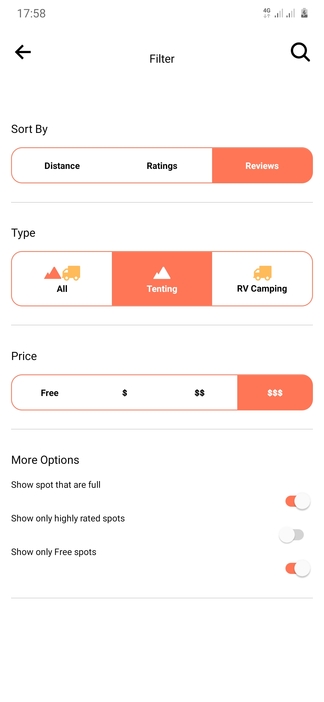 17:58
4G
Filter
Sort By
Distance Ratings Reviews
Type
All Tenting RV Camping
Price
Free $ $$ $$$
More Options
Show spot that are full
Show only highly rated spots
Show only Free spots